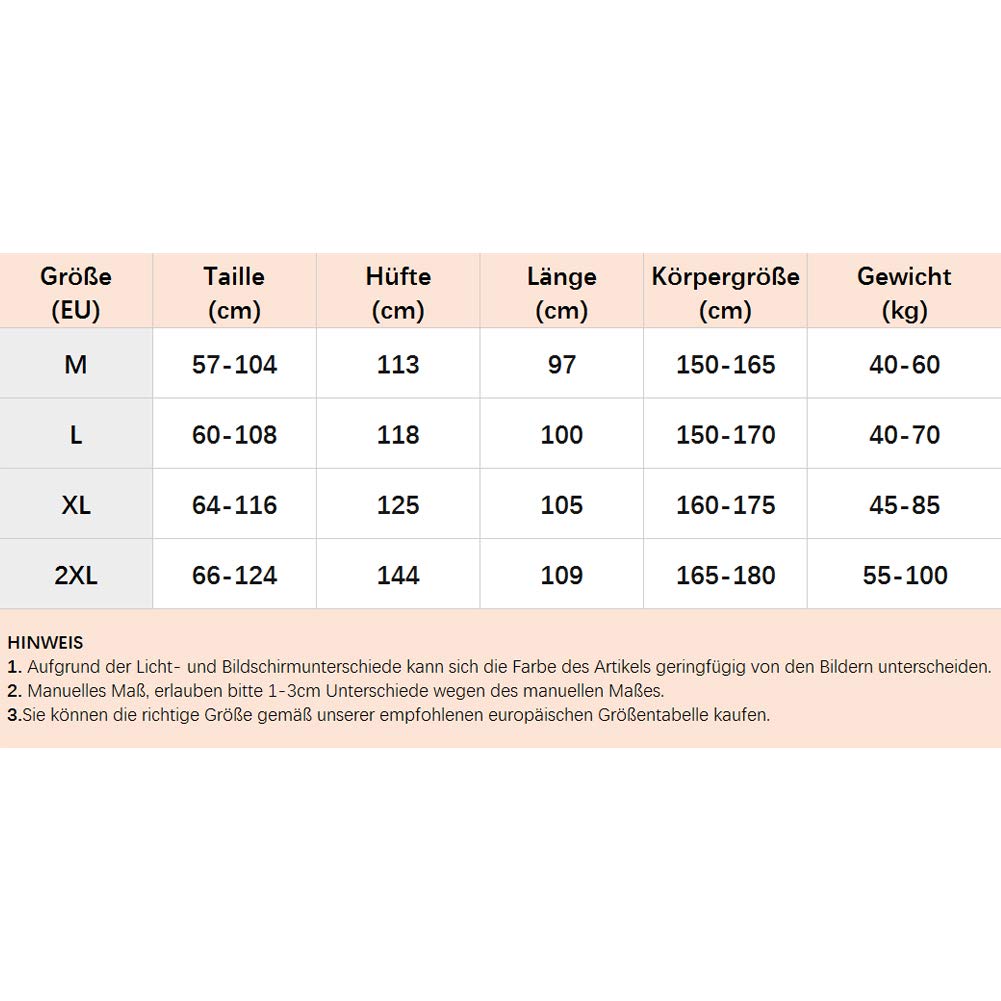 Größe Taille Hüfte Länge Körpergröße Gewicht
(EU) (cm) (cm) (cm) (cm) (kg)
M 57-104 113 97 150-165 40-60
L 60-108 118 100 150-170 40-70
XL 64-116 125 105 160-175 45-85
2XL 66-124 144 109 165-180 55-100
HINWEIS
1. Aufgrund der Licht- und Bildschirmunterschiede kann sich die Farbe des Artikels geringfügig von den Bildern unterscheiden.
2. Manuelles Maß, erlauben bitte 1-3cm Unterschiede wegen des manuellen Maßes.
3.Sie können die richtige Größe gemäß unserer empfohlenen europäischen Größentabelle kaufen.